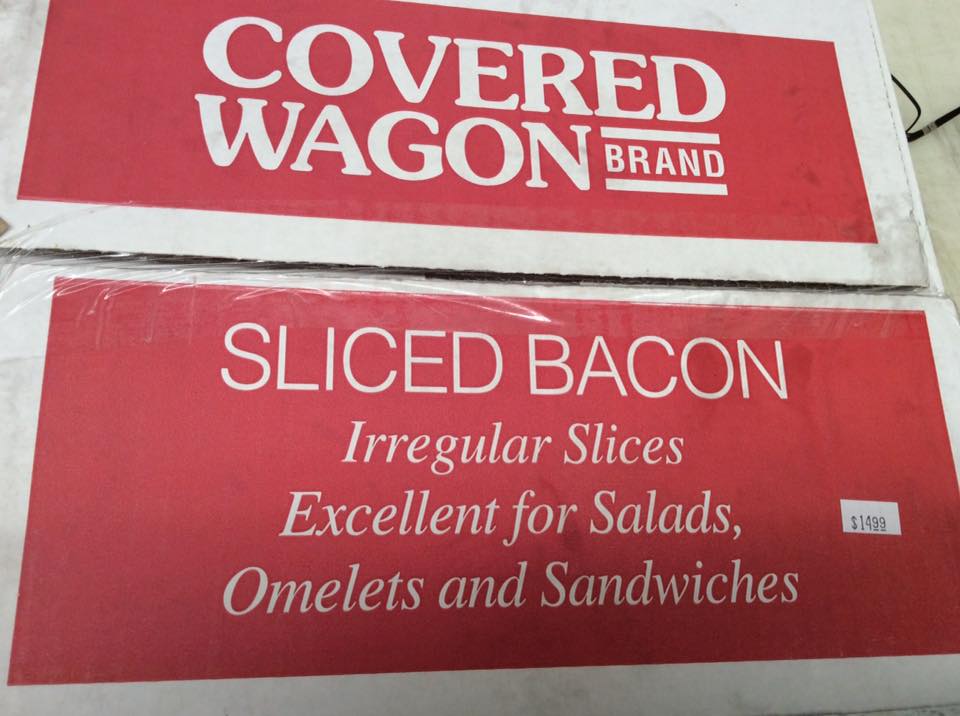 COVERED
WAGON BRAND
SLICED BACON
Irregular Slices
Excellent for Salads,
$1499
Omelets and Sandwiches